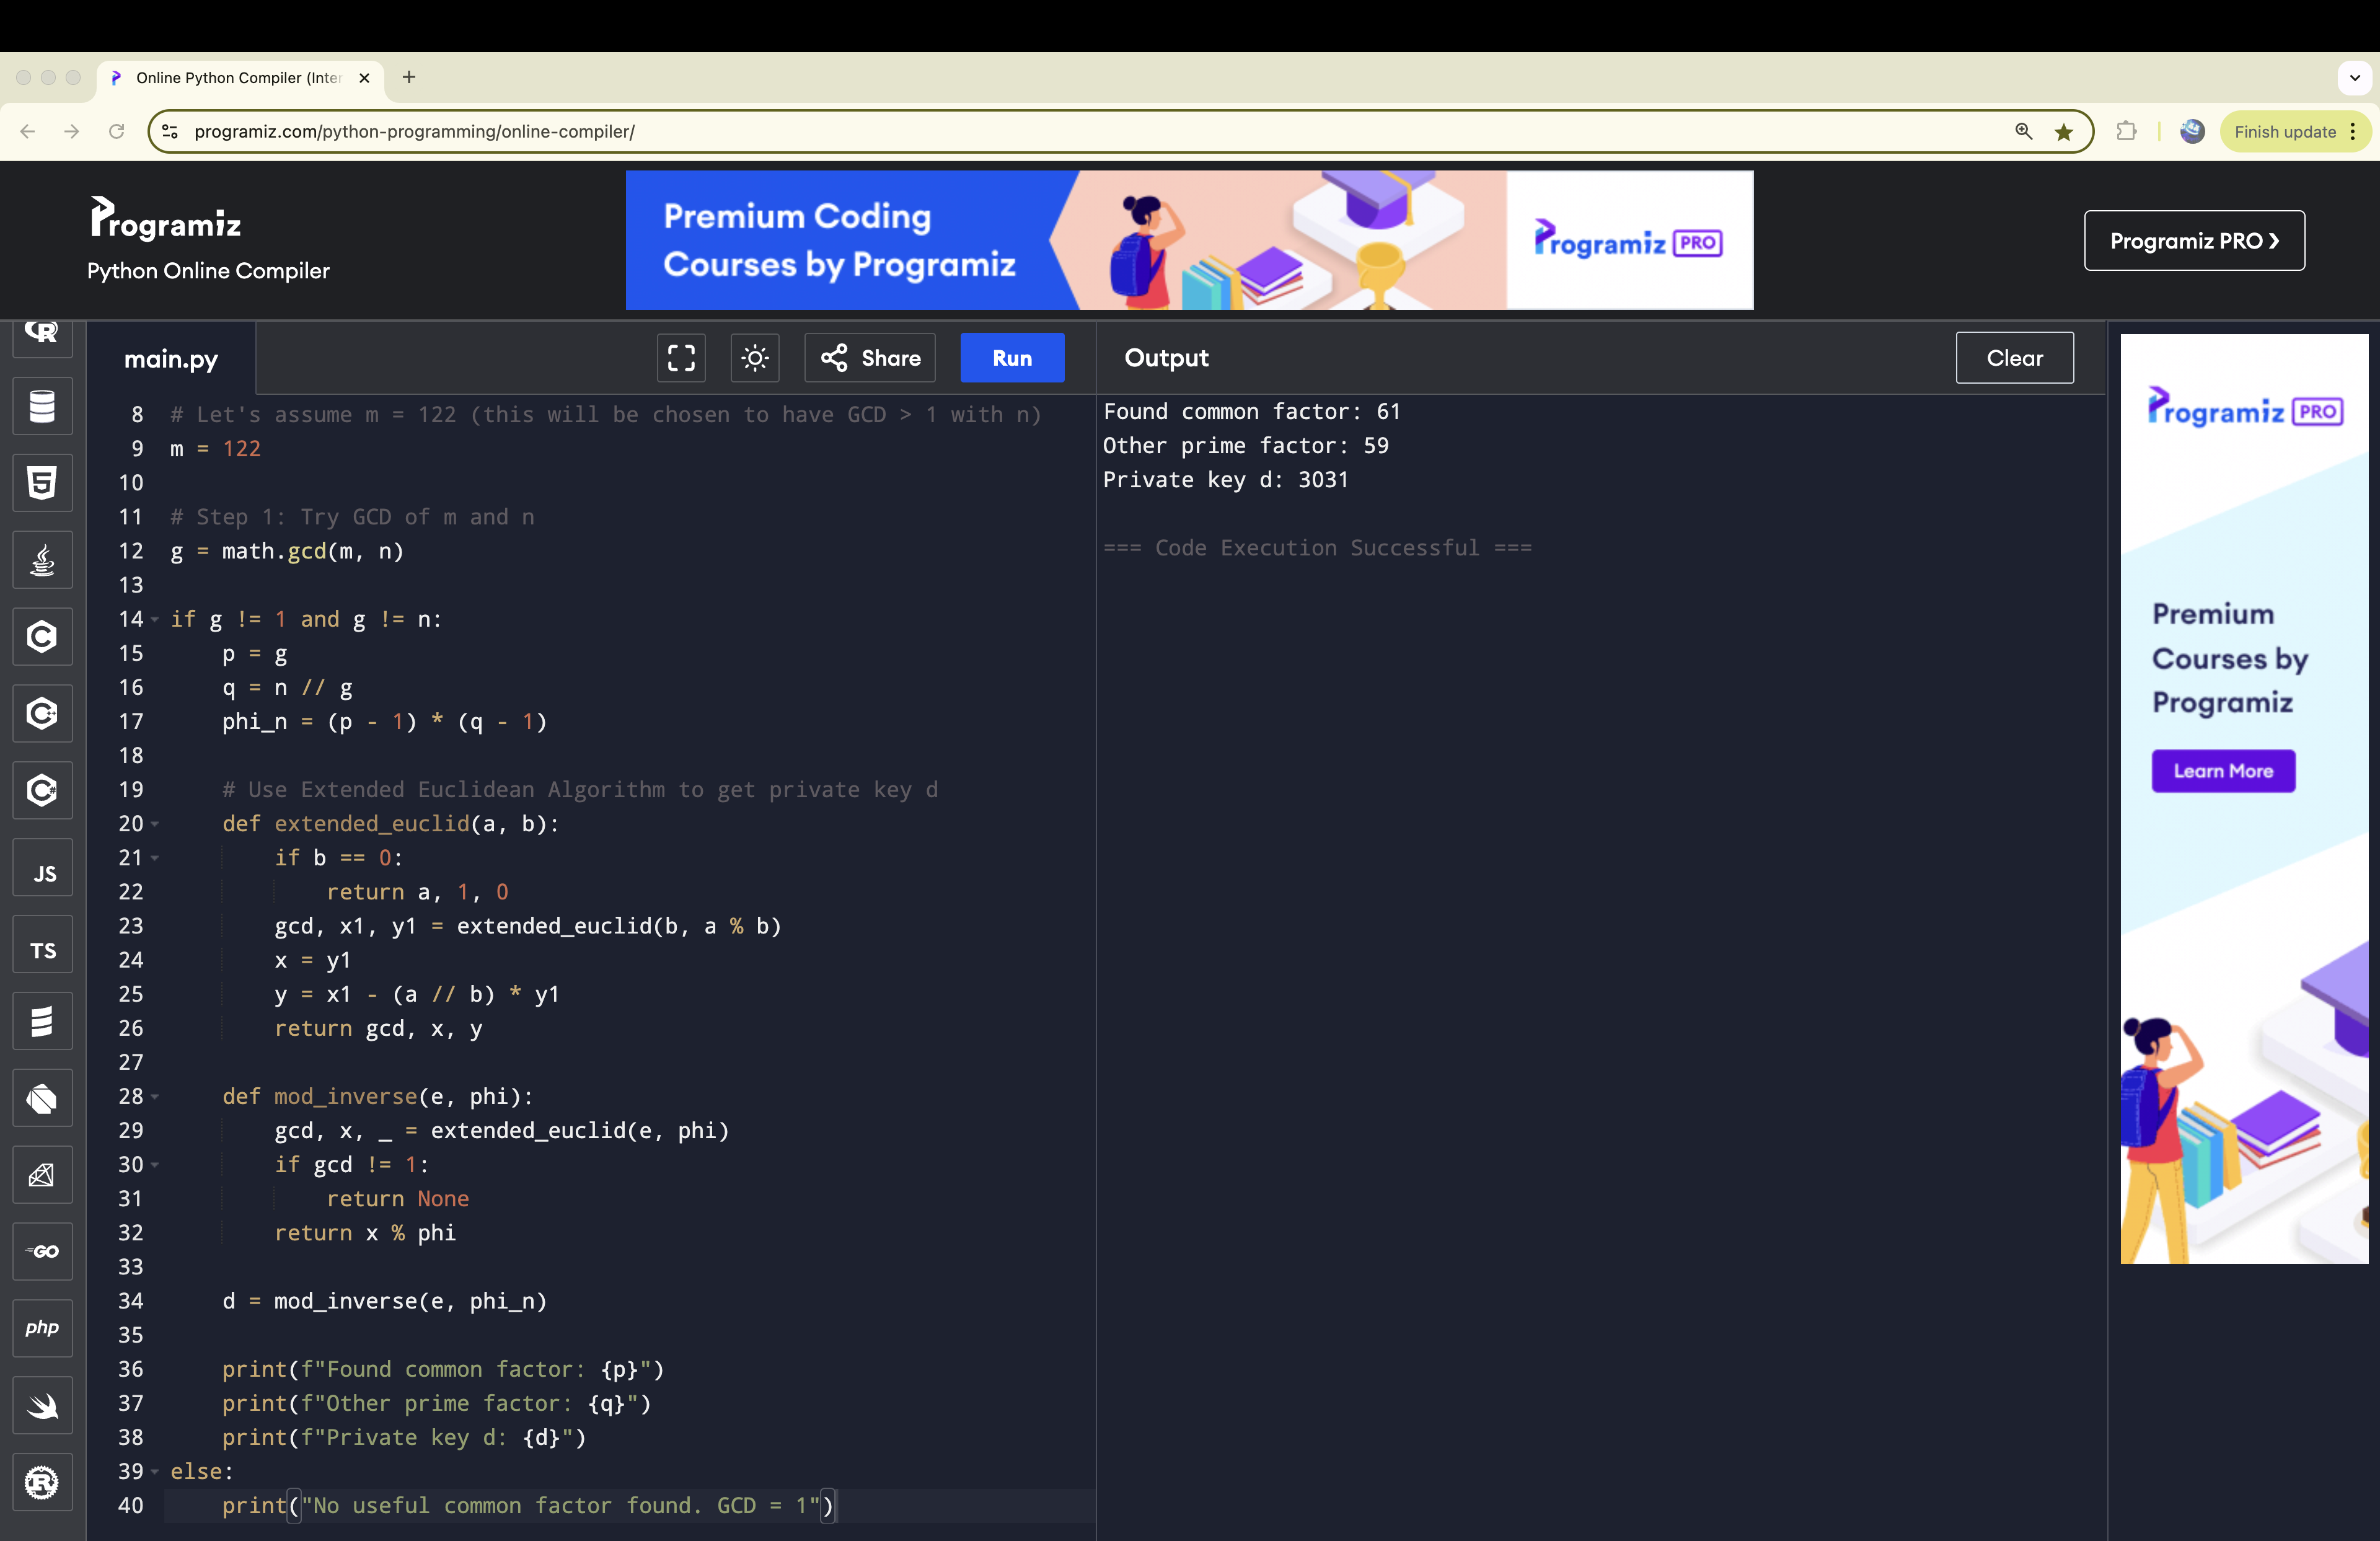 Online Python Compiler (Inter
programiz.com/python-programming/online-compiler/
Finish update
Programiz
Python Online Compiler
Premium Coding
Courses by Programiz
Programiz PRO
Programiz PRO ❯
main.py
Share
Run
Output
Clear
8 # Let's assume m = 122 (this will be chosen to have GCD > 1 with n)
9 m = 122
10
11 # Step 1: Try GCD of m and n
12 g = math.gcd(m, n)
13
14 if g != 1 and g != n:
15     p = g
16     q = n // g
17     phi_n = (p - 1) * (q - 1)
18
19     # Use Extended Euclidean Algorithm to get private key d
20     def extended_euclid(a, b):
21         if b == 0:
22             return a, 1, 0
23         gcd, x1, y1 = extended_euclid(b, a % b)
24         x = y1
25         y = x1 - (a // b) * y1
26         return gcd, x, y
27
28     def mod_inverse(e, phi):
29         gcd, x, _ = extended_euclid(e, phi)
30         if gcd != 1:
31             return None
32         return x % phi
33
34     d = mod_inverse(e, phi_n)
35
36     print(f"Found common factor: {p}")
37     print(f"Other prime factor: {q}")
38     print(f"Private key d: {d}")
39 else:
40     print("No useful common factor found. GCD = 1")
Found common factor: 61
Other prime factor: 59
Private key d: 3031
=== Code Execution Successful ===
R
5
C
C+
C#
JS
TS
GO
php
R
Programiz PRO
Premium
Courses by
Programiz
Learn More